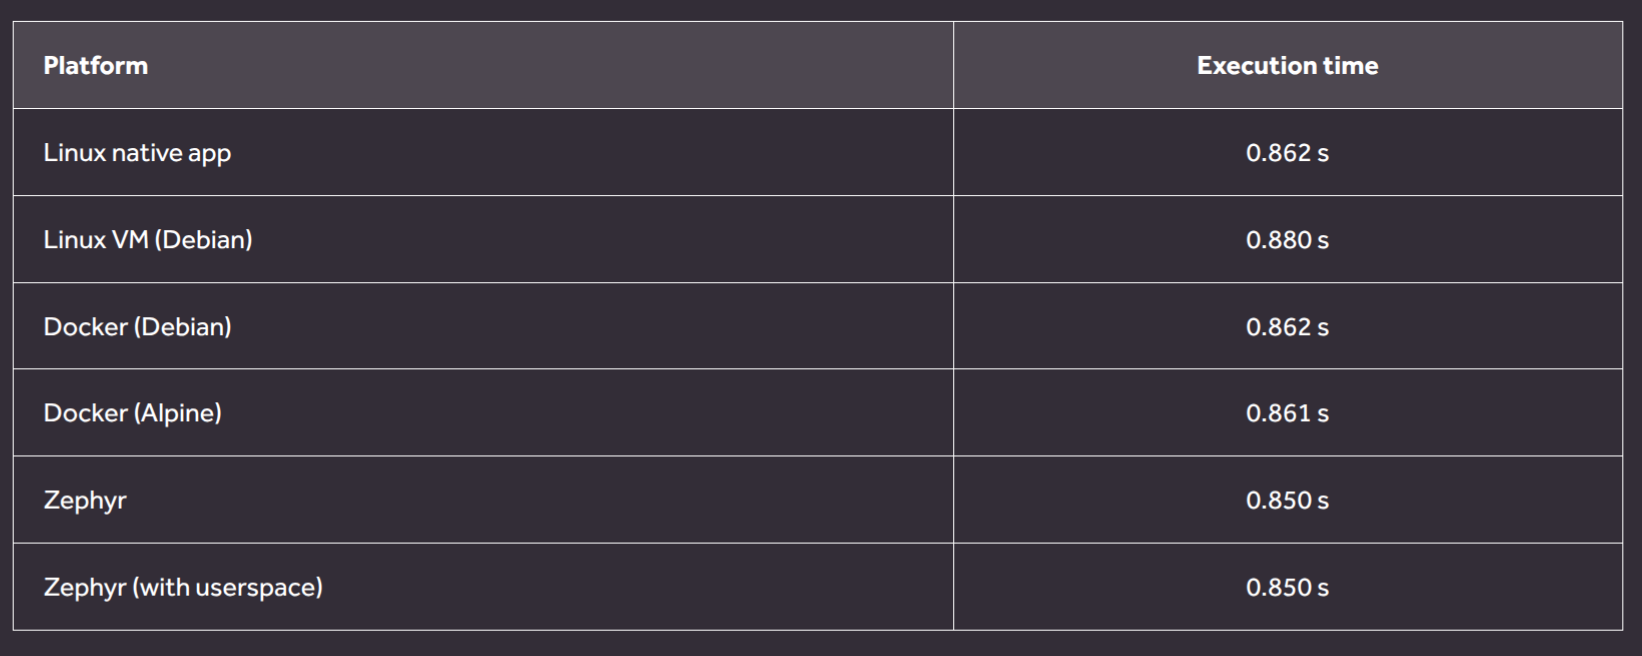 Platform Execution time
Linux native app 0.862 s
Linux VM (Debian) 0.880 s
Docker (Debian) 0.862 s
Docker (Alpine) 0.861 s
Zephyr 0.850 s
Zephyr (with userspace) 0.850 s